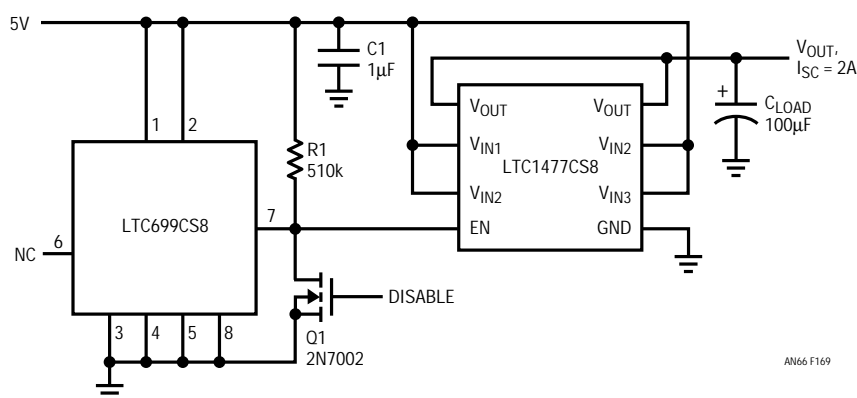 5V
C1
1μF
VOUT,
ISC = 2A
+
CLOAD
100μF
1
2
R1
510k
VOUT
VOUT
VIN1
VIN2
LTC1477CS8
VIN2
VIN3
EN
GND
LTC699CS8
7
6
NC
3
4
5
8
DISABLE
Q1
2N7002
AN66 F169